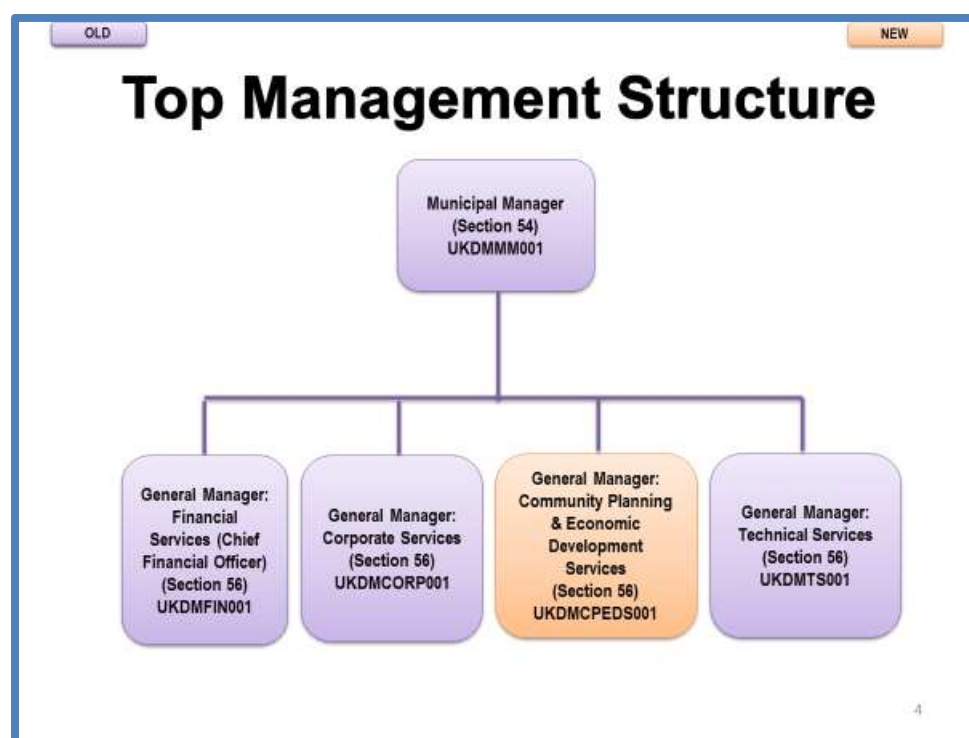 OLD
NEW
Top Management Structure
Municipal Manager
(Section 54)
UKDMMM001
General Manager:
Financial
Services (Chief
Financial Officer)
(Section 56)
UKDMFIN001
General Manager:
Corporate Services
(Section 56)
UKDMCORP001
General Manager:
Community Planning
& Economic
Development
Services
(Section 56)
UKDMCPEDS001
General Manager:
Technical Services
(Section 56)
UKDMTS001
4